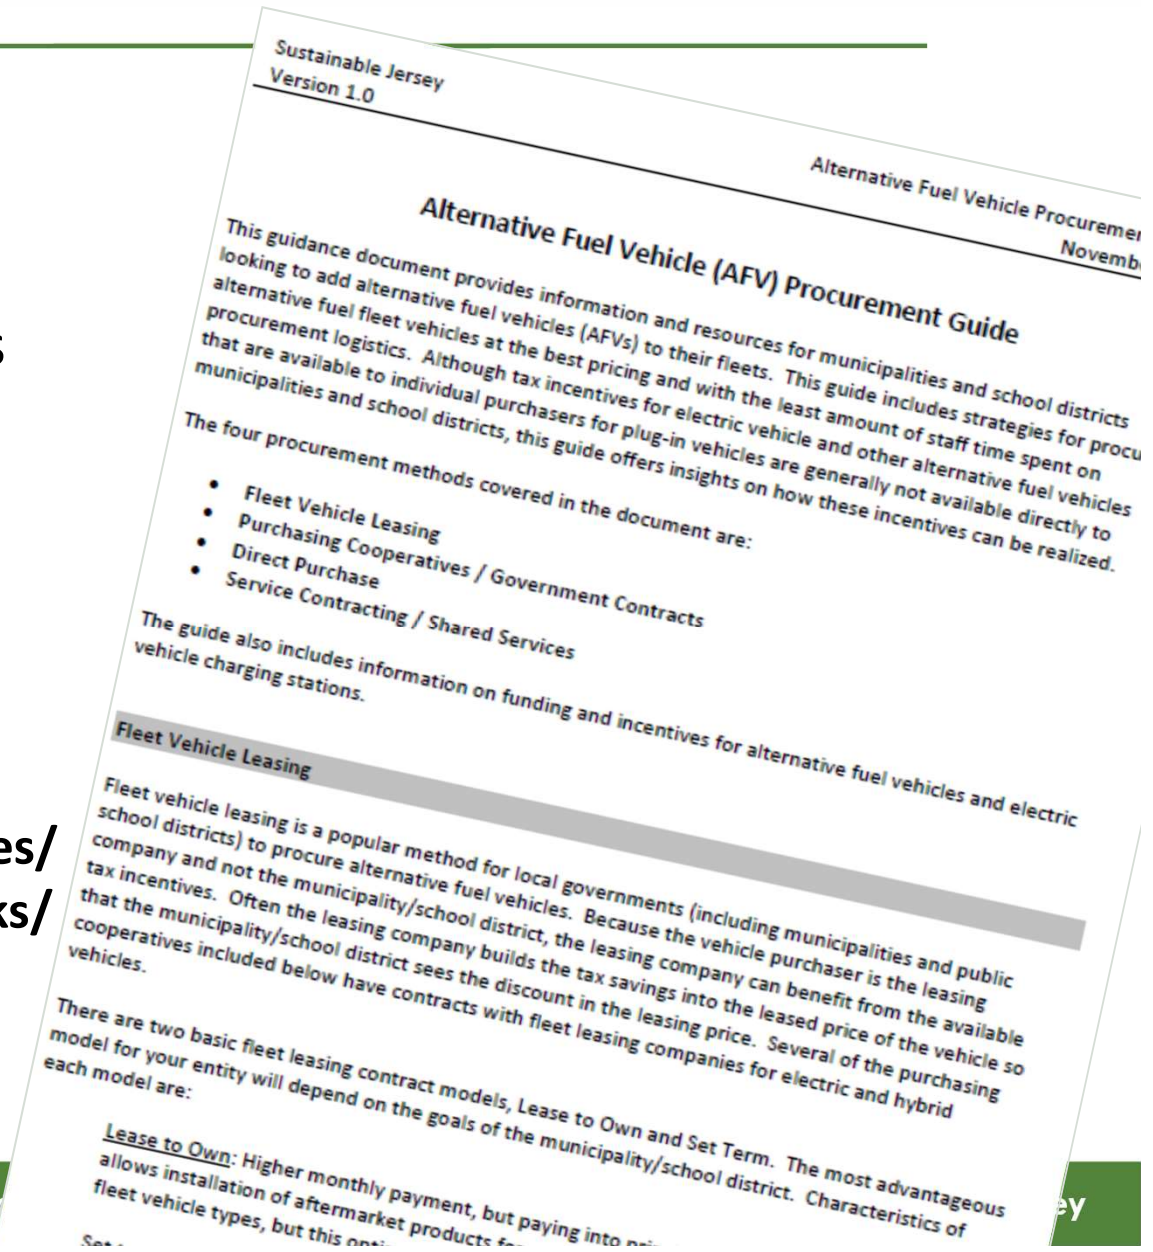 Sustainable Jersey
Version 1.0
Alternative Fuel Vehicle
Alternative Fuel Vehicle (AFV) Procurement Guide
This guidance document provides information and resources for municipalities and school districts
looking to add alternative fuel vehicles (AFVs) to their fleets. This guide includes strategies for
alternative fuel fleet vehicles at the best pricing and with the least amount of staff time spent on
procurement logistics. Although tax incentives for electric vehicle and other alternative fuel vehicles
that are available to individual purchasers for plug-in vehicles are generally not available directly to
municipalities and school districts, this guide offers insights on how these incentives can be realized.
The four procurement methods covered in the document are:
• Fleet Vehicle Leasing
• Purchasing Cooperatives / Government Contracts
• Direct Purchase
• Service Contracting / Shared Services
The guide also includes information on funding and incentives for alternative fuel vehicles and electric
vehicle charging stations.
Fleet Vehicle Leasing
Fleet vehicle leasing is a popular method for local governments (including municipalities and public
school districts) to procure alternative fuel vehicles. Because the vehicle purchaser is the leasing
company and not the municipality/school district, the leasing company can benefit from the available
tax incentives. Often the leasing company builds the tax savings into the leased price of the vehicle so
that the municipality/school district sees the discount in the leasing price. Several of the purchasing
cooperatives included below have contracts with fleet leasing companies for electric and hybrid
vehicles.
es/
ks/
There are two basic fleet leasing contract models, Lease to Own and Set Term. The most advantageous
model for your entity will depend on the goals of the municipality/school district. Characteristics of
each model are:
Lease to Own: Higher monthly payment, but paying into
allows installation of aftermarket products
fleet vehicle types, but this
ey